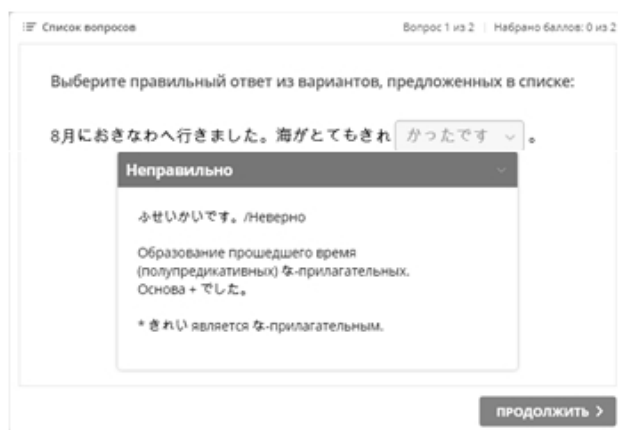 Список вопросов
Вопрос 1 из 2 | Набрано баллов: 0 из 2
Выберите правильный ответ из вариантов, предложенных в списке:
8月におきなわへ行きました。海がとてもきれ かったです 。
Неправильно
ふせいかいです。/Неверно
Образование прошедшего время
(полупредикативных) な-прилагательных.
Основа + でした。
* きれい является な-прилагательным.
ПРОДОЛЖИТЬ >